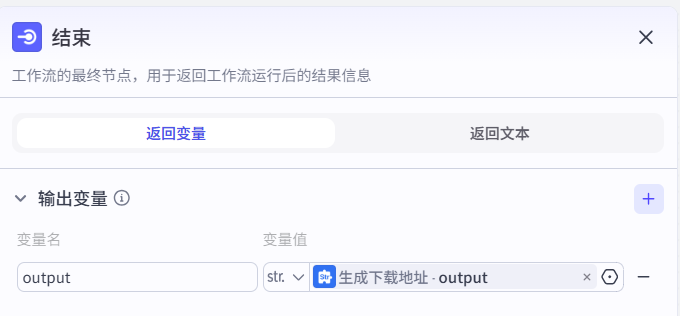 结束
工作流的最终节点，用于返回工作流运行后的结果信息
返回变量 返回文本
输出变量
变量名 变量值
output str. Str 生成下载地址 · output